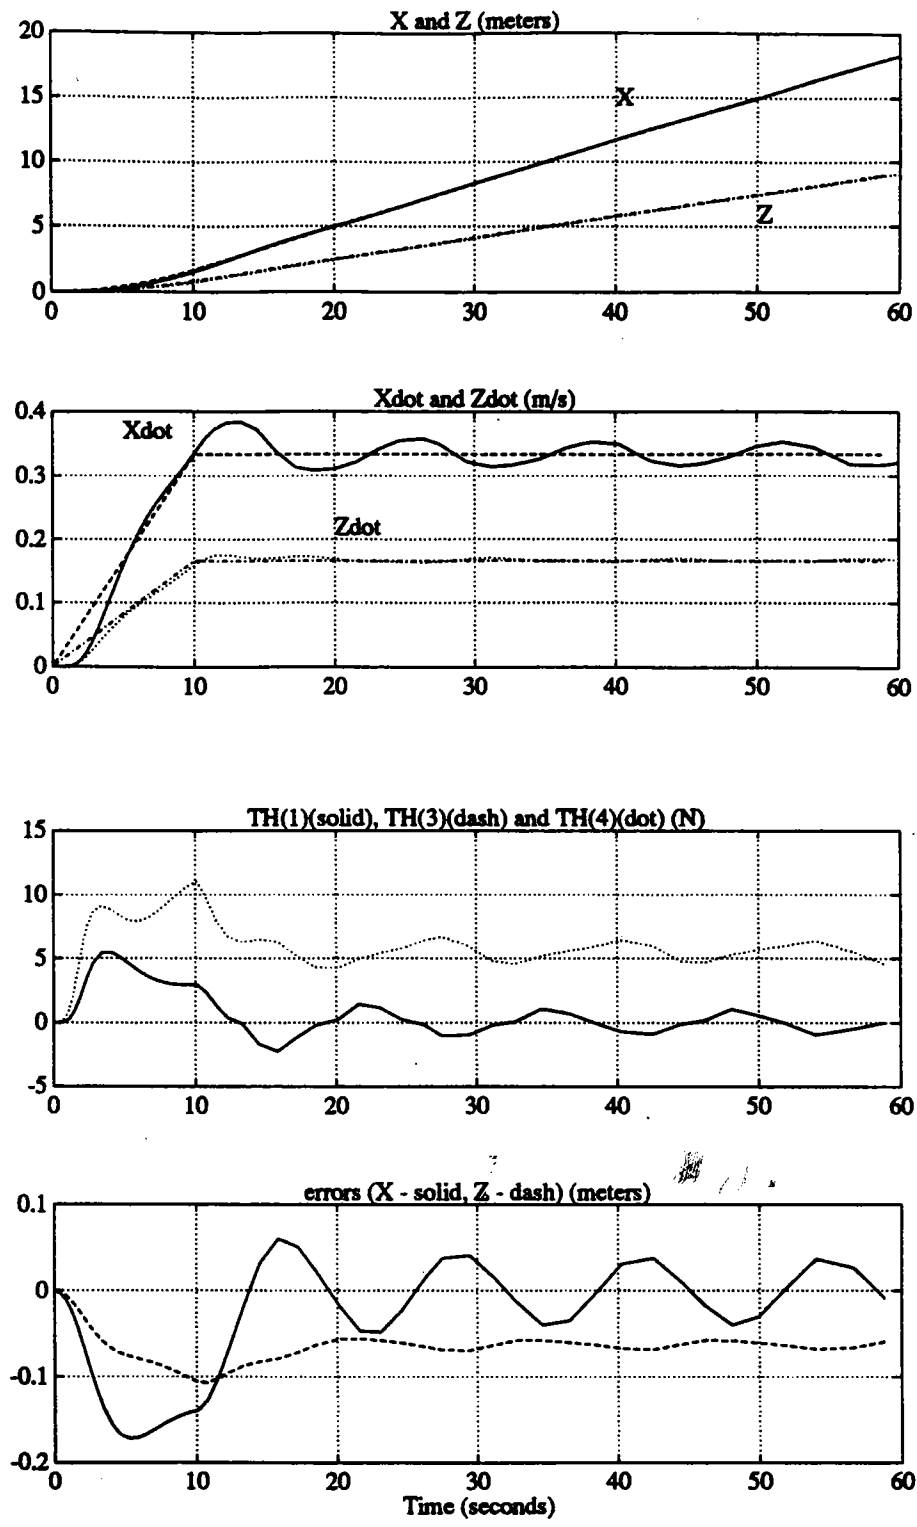 X and Z (meters)
20
15
10
5
0
X
Z
0 10 20 30 40 50 60
Xdot and Zdot (m/s)
0.4
0.3
0.2
0.1
0
Xdot
Zdot
0 10 20 30 40 50 60
TH(1)(solid), TH(3)(dash) and TH(4)(dot) (N)
15
10
5
0
-5
0 10 20 30 40 50 60
errors (X - solid, Z - dash) (meters)
0.1
0
-0.1
-0.2
0 10 20 30 40 50 60
Time (seconds)